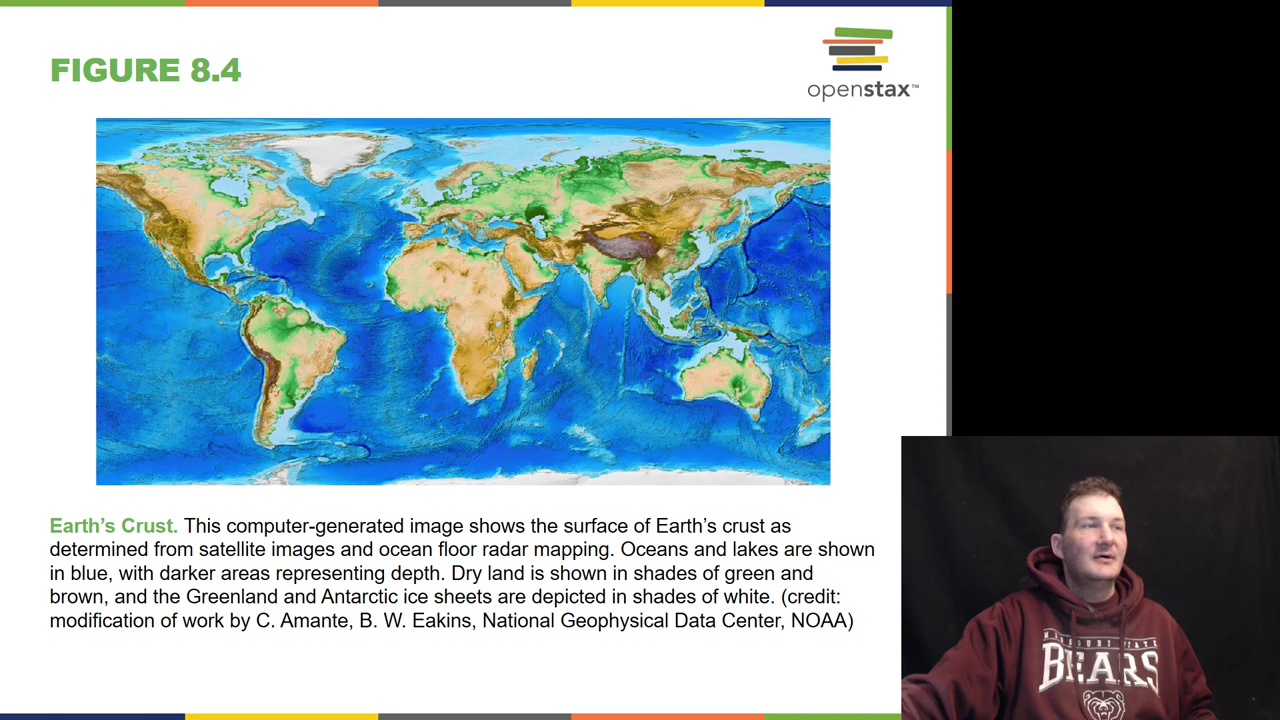 FIGURE 8.4
openstax™
Earth's Crust. This computer-generated image shows the surface of Earth's crust as
determined from satellite images and ocean floor radar mapping. Oceans and lakes are shown
in blue, with darker areas representing depth. Dry land is shown in shades of green and
brown, and the Greenland and Antarctic ice sheets are depicted in shades of white. (credit:
modification of work by C. Amante, B. W. Eakins, National Geophysical Data Center, NOAA)
MISSOURI STATE
BEARS